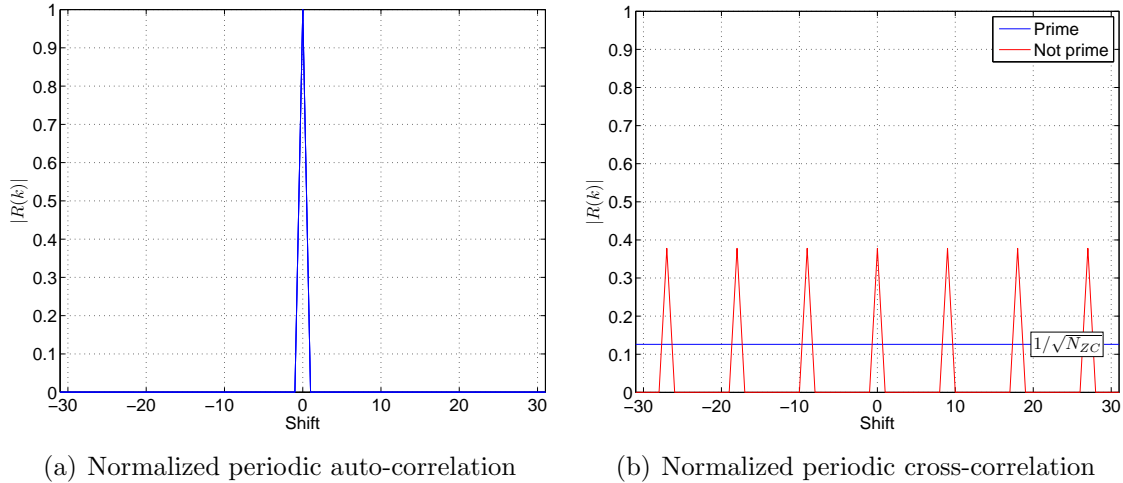 1
0.9
0.8
0.7
0.6
0.5
0.4
0.3
0.2
0.1
0
|R(k)|
−30 −20 −10 0 10 20 30
Shift
(a) Normalized periodic auto-correlation
1
0.9
0.8
0.7
0.6
0.5
0.4
0.3
0.2
0.1
0
|R(k)|
Prime
Not prime
1/√N_{ZC}
−30 −20 −10 0 10 20 30
Shift
(b) Normalized periodic cross-correlation